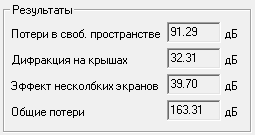 Результаты
Потери в своб. пространстве 91.29 дБ
Дифракция на крышах 32.31 дБ
Эффект несколбких экранов 39.70 дБ
Общие потери 163.31 дБ